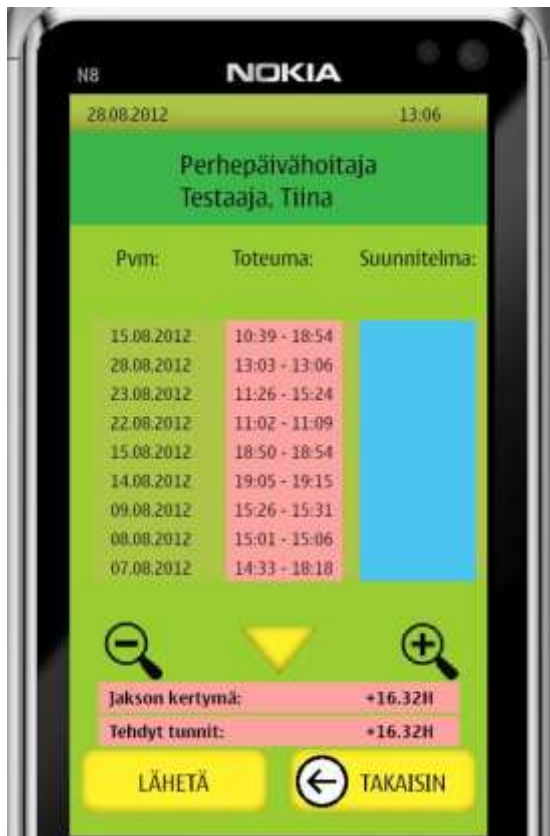 N8 NOKIA
28.08.2012 13:06
Perhepäivähoitaja
Testaaja, Tiina
Pvm: Toteuma: Suunnitelma:
15.08.2012 10:39 - 18:54
28.08.2012 13:03 - 13:06
23.08.2012 11:26 - 15:24
22.08.2012 11:02 - 11:09
15.08.2012 18:50 - 18:54
14.08.2012 19:05 - 19:15
09.08.2012 15:26 - 15:31
08.08.2012 15:01 - 15:06
07.08.2012 14:33 - 18:18
Jakson kertymä: +16.32H
Tehdyt tunnit: +16.32H
LÄHETÄ TAKAISIN